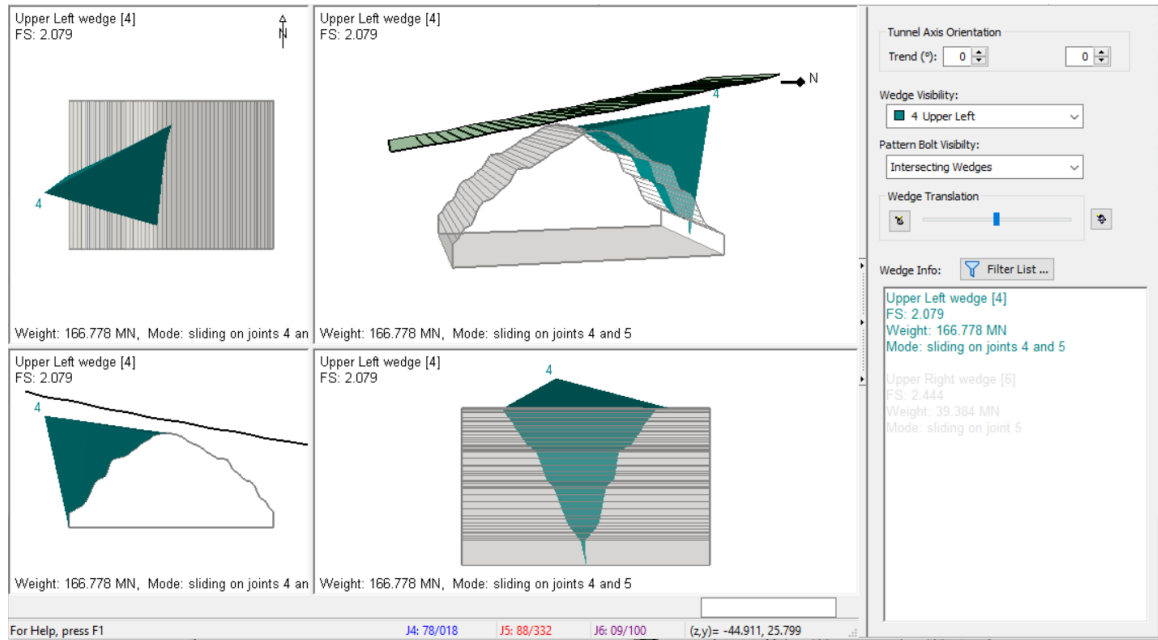 Upper Left wedge [4]
FS: 2.079
N
4
Weight: 166.778 MN, Mode: sliding on joints 4 an
Upper Left wedge [4]
FS: 2.079
N
4
Weight: 166.778 MN, Mode: sliding on joints 4 and 5
Upper Left wedge [4]
FS: 2.079
4
Weight: 166.778 MN, Mode: sliding on joints 4 an
Upper Left wedge [4]
FS: 2.079
4
Weight: 166.778 MN, Mode: sliding on joints 4 and 5
Tunnel Axis Orientation
Trend (°): 0 0
Wedge Visibility:
4 Upper Left
Pattern Bolt Visibilty:
Intersecting Wedges
Wedge Translation
Wedge Info: Filter List ...
Upper Left wedge [4]
FS: 2.079
Weight: 166.778 MN
Mode: sliding on joints 4 and 5
Upper Right wedge [6]
FS: 2.444
Weight: 39.384 MN
Mode: sliding on joint 5
For Help, press F1 J4: 78/018 J5: 88/332 J6: 09/100 (z,y)= -44.911, 25.799